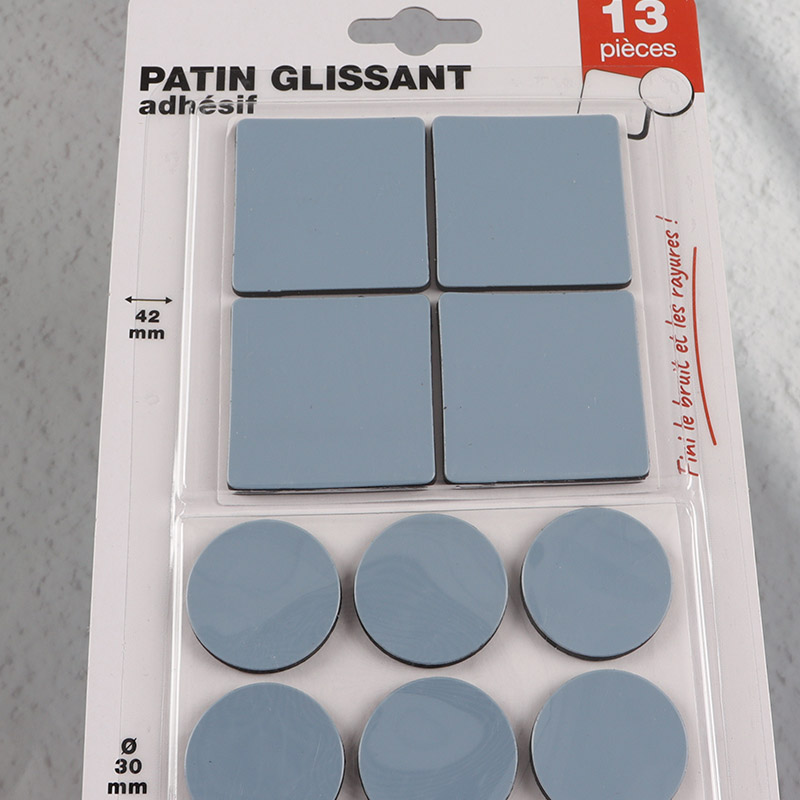 13
pièces
PATIN GLISSANT
adhésif
42
mm
Fini le bruit et les rayures !
Ø
30
mm